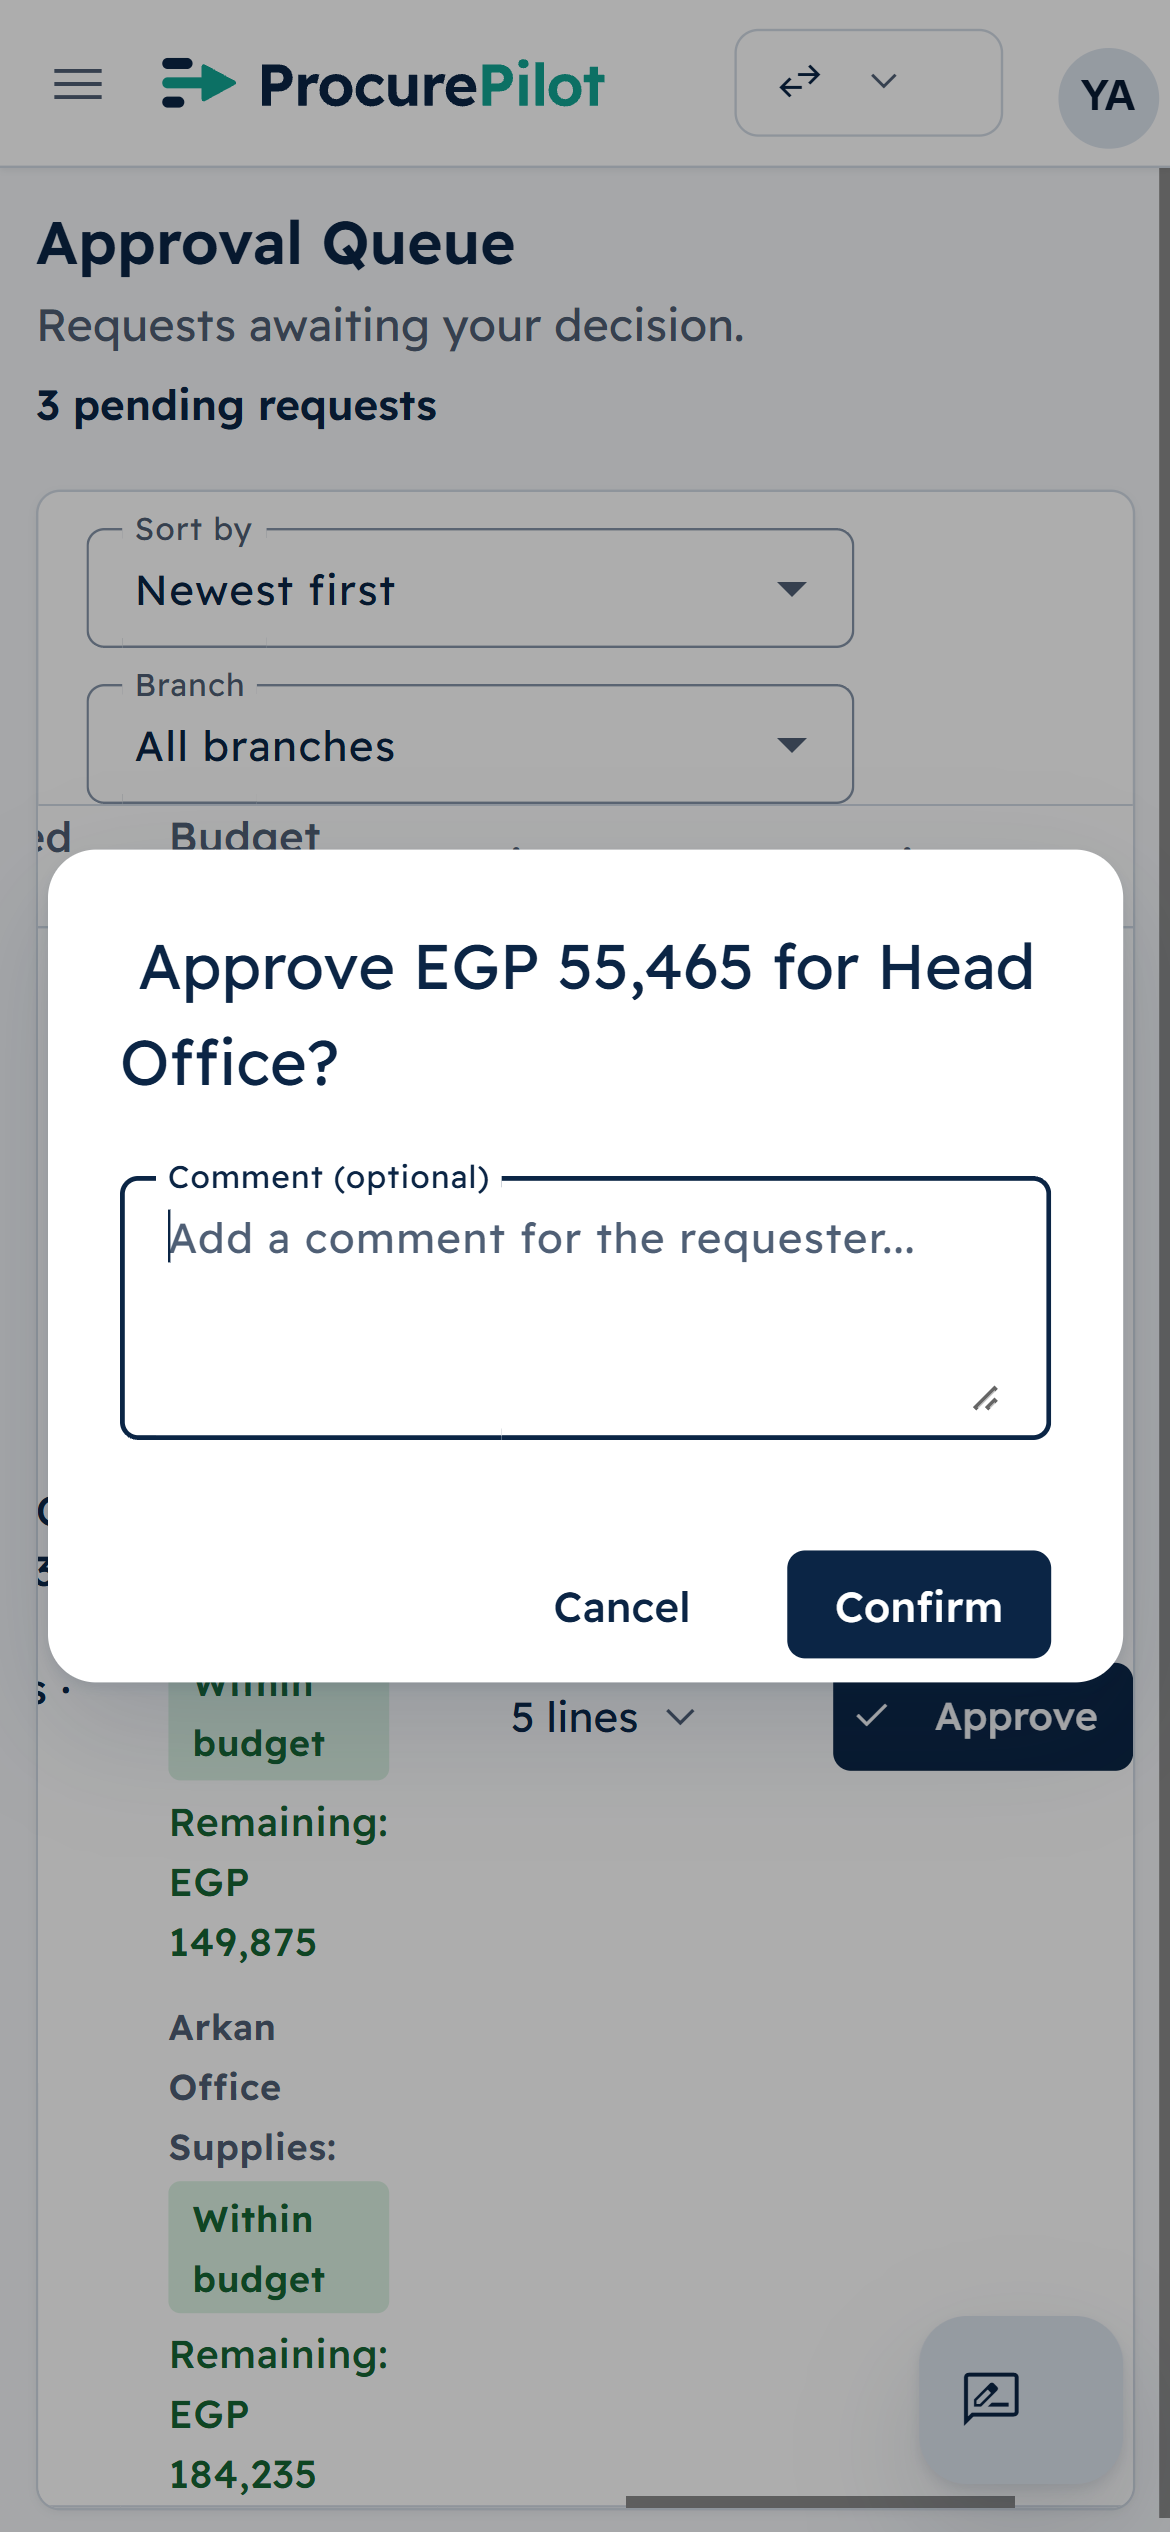 ProcurePilot
YA
Approval Queue
Requests awaiting your decision.
3 pending requests
Sort by
Newest first
Branch
All branches
Budget
Approve EGP 55,465 for Head
Office?
Comment (optional)
Add a comment for the requester...
Cancel
Confirm
Within
budget
5 lines
Approve
Remaining:
EGP
149,875
Arkan
Office
Supplies:
Within
budget
Remaining:
EGP
184,235